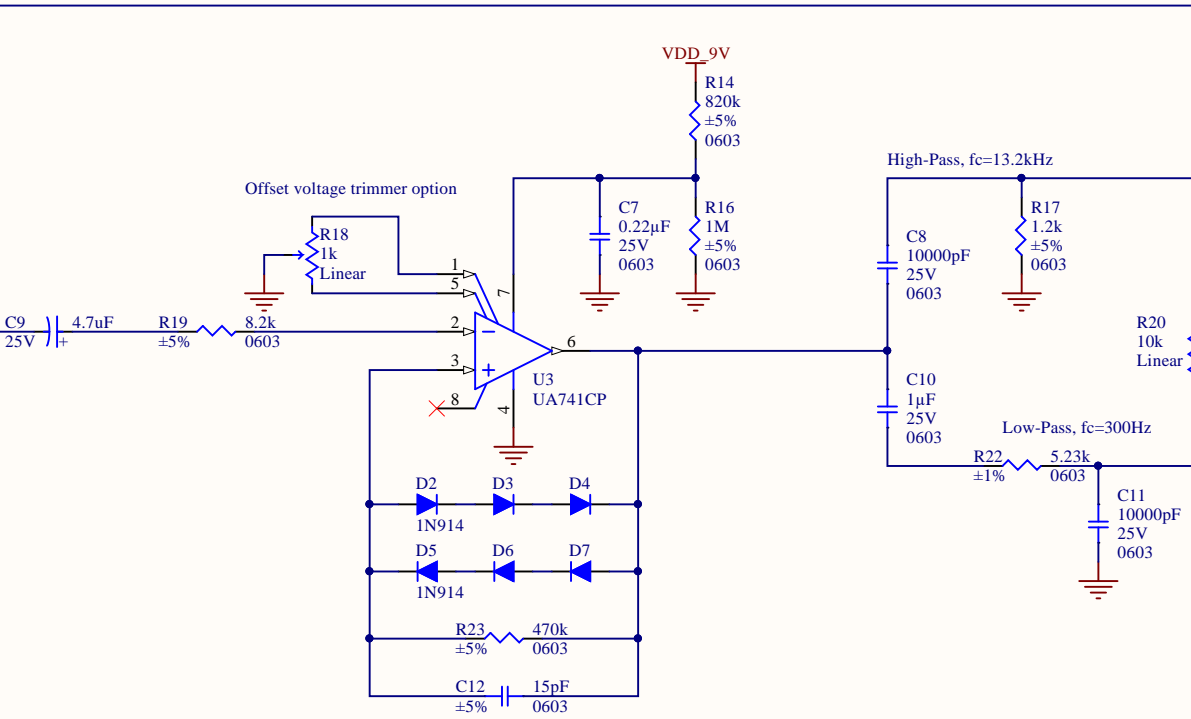 VDD_9V
R14
820k
±5%
0603
High-Pass, fc=13.2kHz
Offset voltage trimmer option
C7
0.22µF
25V
0603
R16
1M
±5%
0603
R17
1.2k
±5%
0603
R18
1k
Linear
C8
10000pF
25V
0603
1
5
7
C9
25V
4.7uF
+
R19
±5%
8.2k
0603
2
3
6
8
4
U3
UA741CP
R20
10k
Linear
C10
1µF
25V
0603
Low-Pass, fc=300Hz
R22
±1%
5.23k
0603
D2
1N914
D3
D4
C11
10000pF
25V
0603
D5
1N914
D6
D7
R23
±5%
470k
0603
C12
±5%
15pF
0603